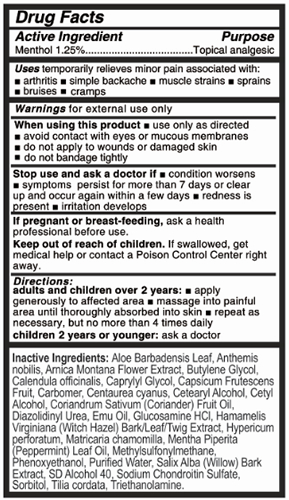 Drug Facts
Active Ingredient Purpose
Menthol 1.25%......................................Topical analgesic
Uses temporarily relieves minor pain associated with:
■ arthritis ■ simple backache ■ muscle strains ■ sprains
■ bruises ■ cramps
Warnings for external use only
When using this product ■ use only as directed
■ avoid contact with eyes or mucous membranes
■ do not apply to wounds or damaged skin
■ do not bandage tightly
Stop use and ask a doctor if ■ condition worsens
■ symptoms persist for more than 7 days or clear
up and occur again within a few days ■ redness is
present ■ irritation develops
If pregnant or breast-feeding, ask a health
professional before use.
Keep out of reach of children. If swallowed, get
medical help or contact a Poison Control Center right
away.
Directions:
adults and children over 2 years: ■ apply
generously to affected area ■ massage into painful
area until thoroughly absorbed into skin ■ repeat as
necessary, but no more than 4 times daily
children 2 years or younger: ask a doctor
Inactive Ingredients: Aloe Barbadensis Leaf, Anthemis
nobilis, Arnica Montana Flower Extract, Butylene Glycol,
Calendula officinalis, Caprylyl Glycol, Capsicum Frutescens
Fruit, Carbomer, Centaurea cyanus, Cetearyl Alcohol, Cetyl
Alcohol, Coriandrum Sativum (Coriander) Fruit Oil,
Diazolidinyl Urea, Emu Oil, Glucosamine HCl, Hamamelis
Virginiana (Witch Hazel) Bark/Leaf/Twig Extract, Hypericum
perforatum, Matricaria chamomilla, Mentha Piperita
(Peppermint) Leaf Oil, Methylsulfonylmethane,
Phenoxyethanol, Purified Water, Salix Alba (Willow) Bark
Extract, SD Alcohol 40, Sodium Chondroitin Sulfate,
Sorbitol, Tilia cordata, Triethanolamine.